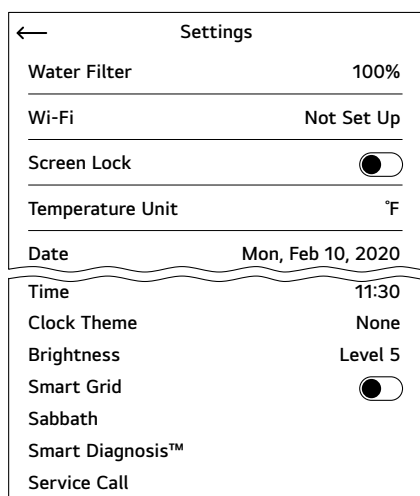 Settings
Water Filter 100%
Wi-Fi Not Set Up
Screen Lock
Temperature Unit °F
Date Mon, Feb 10, 2020
Time 11:30
Clock Theme None
Brightness Level 5
Smart Grid
Sabbath
Smart Diagnosis™
Service Call